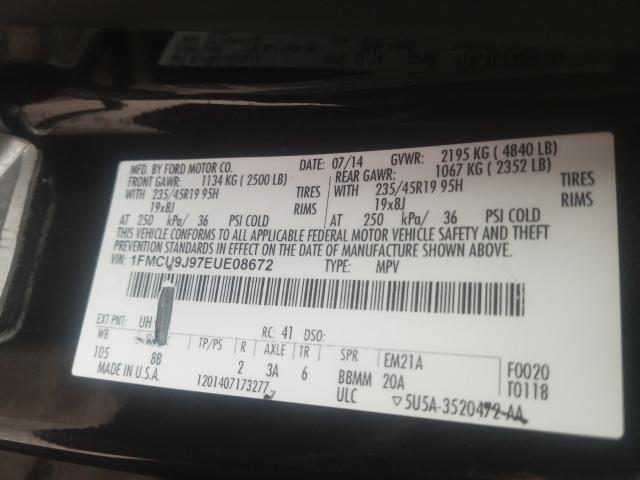 MFD. BY FORD MOTOR CO. DATE: 07/14 GVWR: 2195 KG ( 4840 LB)
FRONT GAWR: 1134 KG ( 2500 LB) REAR GAWR: 1067 KG ( 2352 LB)
WITH 235/45R19 95H TIRES WITH 235/45R19 95H TIRES
19x8J RIMS 19x8J RIMS
AT 250 kPa/ 36 PSI COLD AT 250 kPa/ 36 PSI COLD
THIS VEHICLE CONFORMS TO ALL APPLICABLE FEDERAL MOTOR VEHICLE SAFETY AND THEFT
PREVENTION STANDARDS IN EFFECT ON THE DATE OF MANUFACTURE SHOWN ABOVE.
VIN: 1FMCU9J97EUE08672 TYPE: MPV
EXT PNT: UH RC: 41 DSO:
WB TP/PS R AXLE TR SPR EM21A F0020
105 8B 2 3A 6 BBMM 20A T0118
MADE IN U.S.A. 1201407173277 ULC 5U5A-3520472-AA